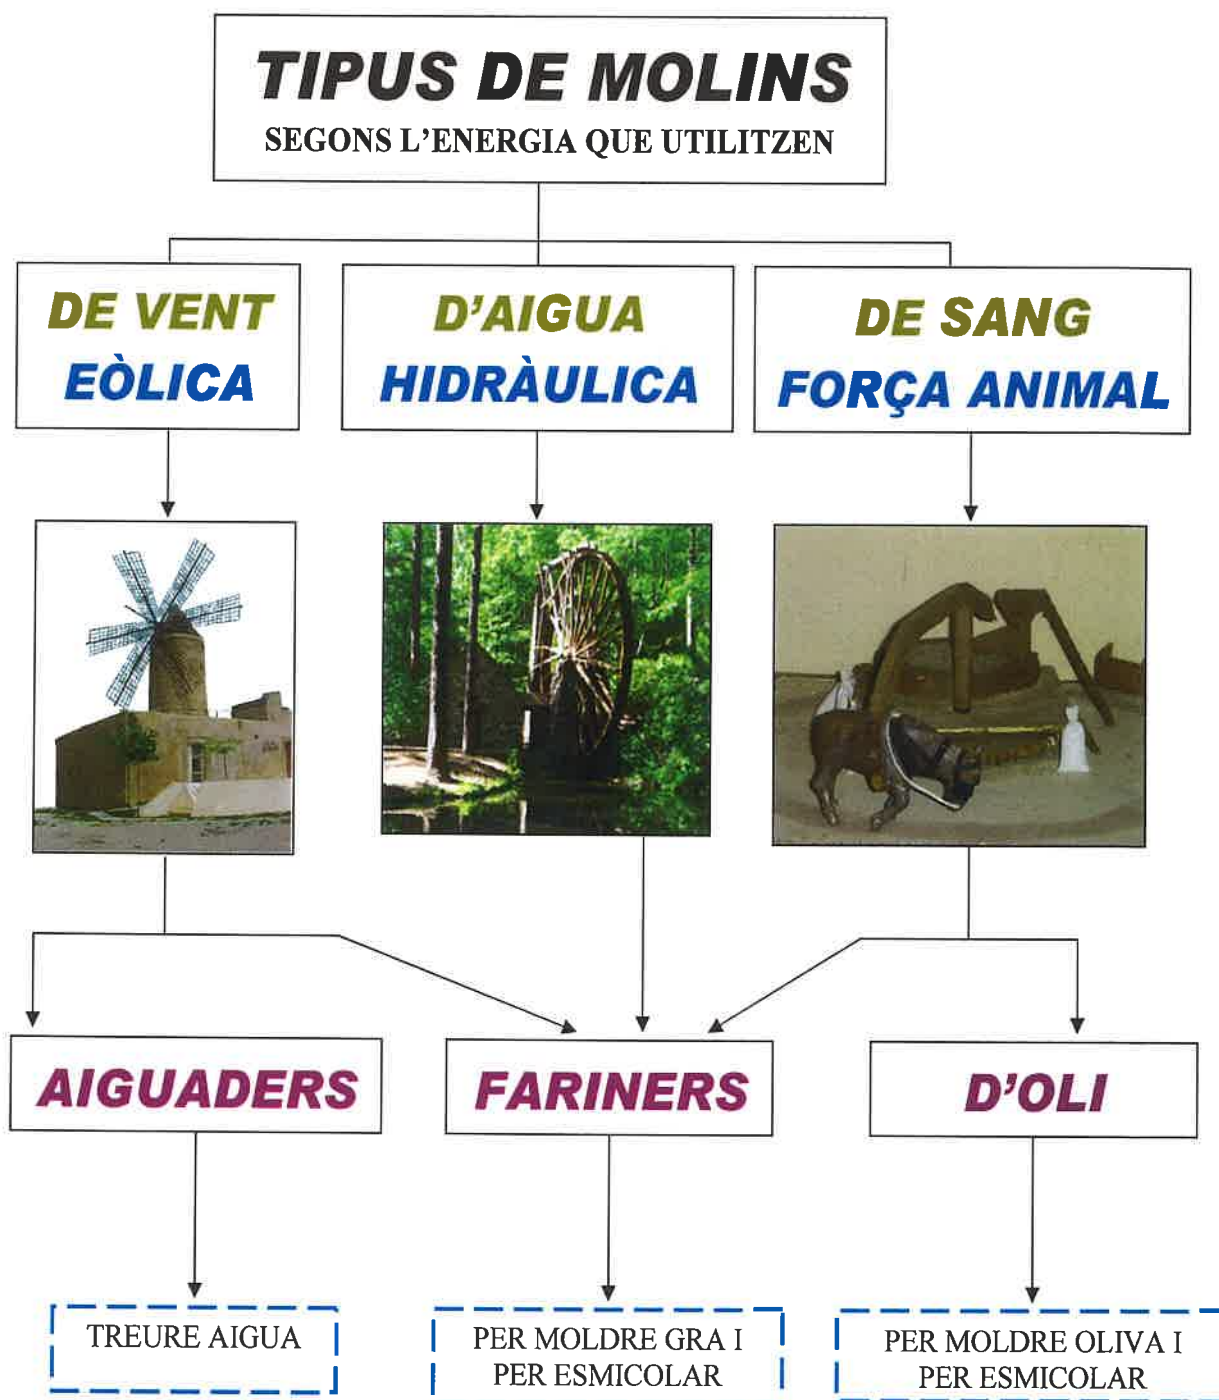 TIPUS DE MOLINS
SEGONS L'ENERGIA QUE UTILITZEN
DE VENT
EÒLICA
D'AIGUA
HIDRÀULICA
DE SANG
FORÇA ANIMAL
AIGUADERS
FARINERS
D'OLI
TREURE AIGUA
PER MOLDRE GRA I
PER ESMICOLAR
PER MOLDRE OLIVA I
PER ESMICOLAR